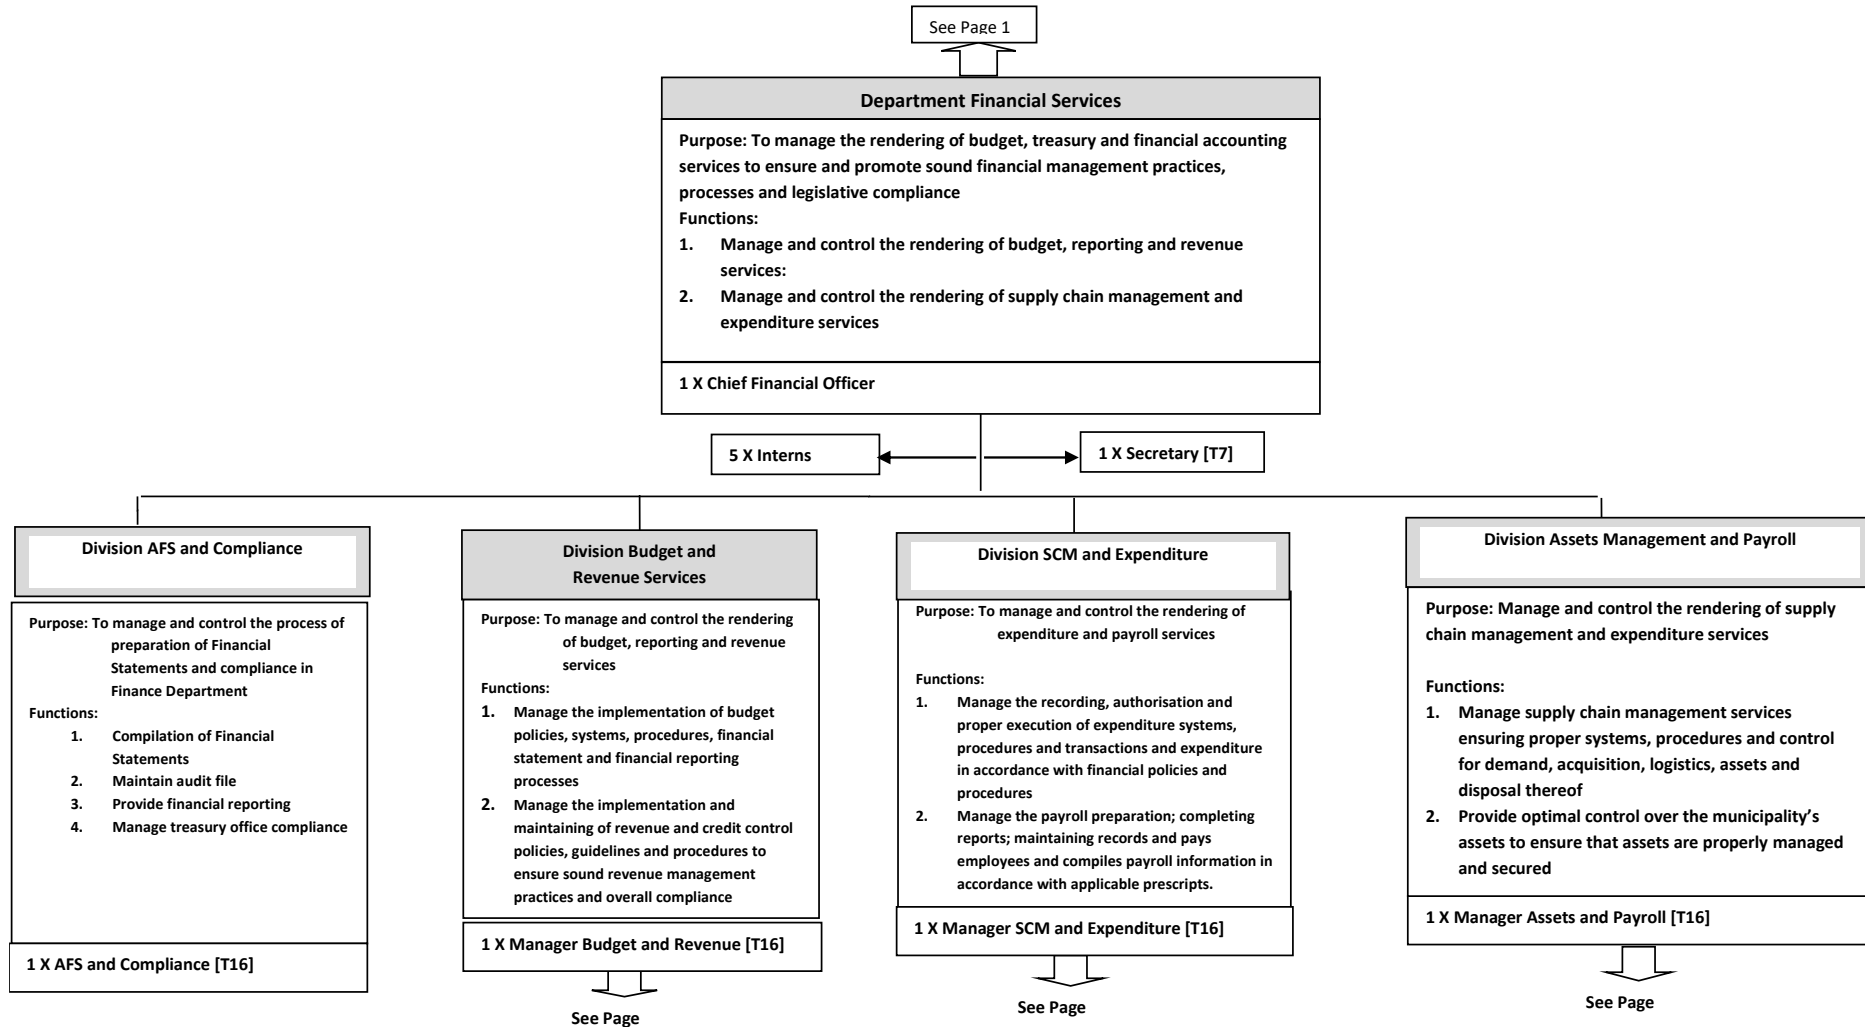 See Page 1
Department Financial Services
Purpose: To manage the rendering of budget, treasury and financial accounting
services to ensure and promote sound financial management practices,
processes and legislative compliance
Functions:
1. Manage and control the rendering of budget, reporting and revenue
services:
2. Manage and control the rendering of supply chain management and
expenditure services
1 X Chief Financial Officer
5 X Interns
1 X Secretary [T7]
Division AFS and Compliance
Purpose: To manage and control the process of
preparation of Financial
Statements and compliance in
Finance Department
Functions:
1. Compilation of Financial
Statements
2. Maintain audit file
3. Provide financial reporting
4. Manage treasury office compliance
1 X AFS and Compliance [T16]
Division Budget and
Revenue Services
Purpose: To manage and control the rendering
of budget, reporting and revenue
services
Functions:
1. Manage the implementation of budget
policies, systems, procedures, financial
statement and financial reporting
processes
2. Manage the implementation and
maintaining of revenue and credit control
policies, guidelines and procedures to
ensure sound revenue management
practices and overall compliance
1 X Manager Budget and Revenue [T16]
See Page
Division SCM and Expenditure
Purpose: To manage and control the rendering of
expenditure and payroll services
Functions:
1. Manage the recording, authorisation and
proper execution of expenditure systems,
procedures and transactions and expenditure
in accordance with financial policies and
procedures
2. Manage the payroll preparation; completing
reports; maintaining records and pays
employees and compiles payroll information in
accordance with applicable prescripts.
1 X Manager SCM and Expenditure [T16]
See Page
Division Assets Management and Payroll
Purpose: Manage and control the rendering of supply
chain management and expenditure services
Functions:
1. Manage supply chain management services
ensuring proper systems, procedures and control
for demand, acquisition, logistics, assets and
disposal thereof
2. Provide optimal control over the municipality’s
assets to ensure that assets are properly managed
and secured
1 X Manager Assets and Payroll [T16]
See Page